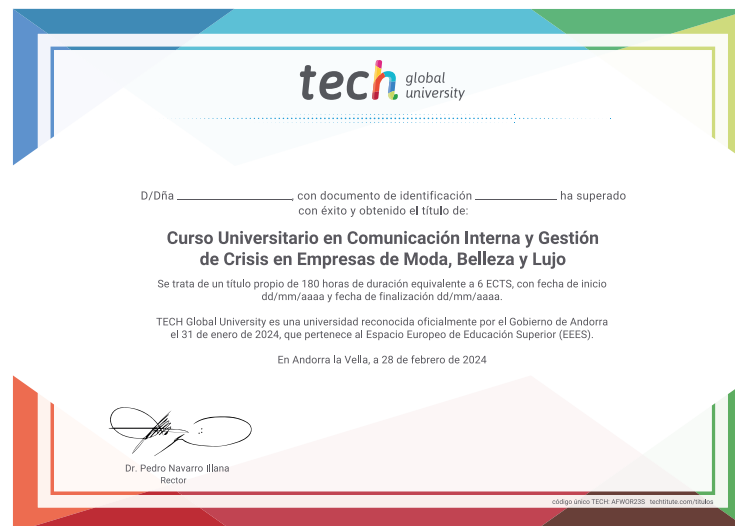 tech global university
D/Dña ______________, con documento de identificación __________ ha superado
con éxito y obtenido el título de:
Curso Universitario en Comunicación Interna y Gestión
de Crisis en Empresas de Moda, Belleza y Lujo
Se trata de un título propio de 180 horas de duración equivalente a 6 ECTS, con fecha de inicio
dd/mm/aaaa y fecha de finalización dd/mm/aaaa.
TECH Global University es una universidad reconocida oficialmente por el Gobierno de Andorra
el 31 de enero de 2024, que pertenece al Espacio Europeo de Educación Superior (EEES).
En Andorra la Vella, a 28 de febrero de 2024
Dr. Pedro Navarro Illana
Rector
código único TECH: AFWOR23S techtitute.com/titulos